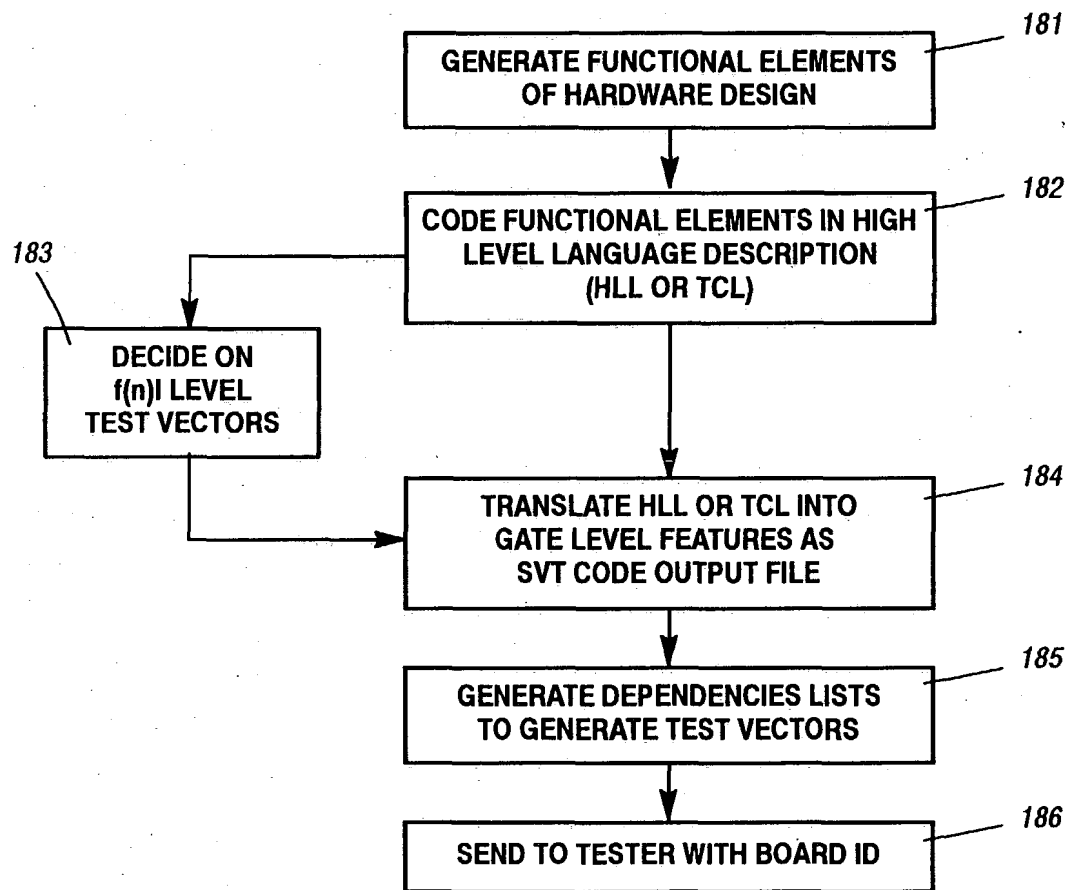 181
GENERATE FUNCTIONAL ELEMENTS
OF HARDWARE DESIGN
182
CODE FUNCTIONAL ELEMENTS IN HIGH
LEVEL LANGUAGE DESCRIPTION
(HLL OR TCL)
183
DECIDE ON
f(n)l LEVEL
TEST VECTORS
184
TRANSLATE HLL OR TCL INTO
GATE LEVEL FEATURES AS
SVT CODE OUTPUT FILE
185
GENERATE DEPENDENCIES LISTS
TO GENERATE TEST VECTORS
186
SEND TO TESTER WITH BOARD ID